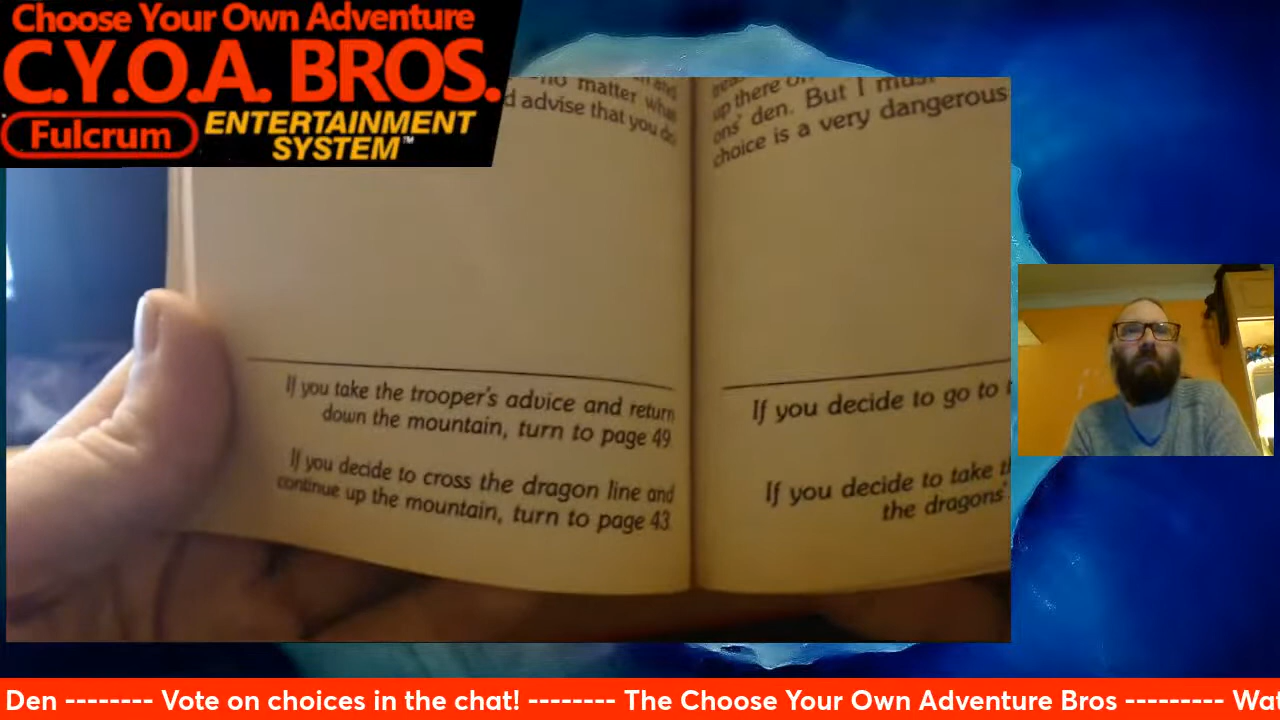 Choose Your Own Adventure
C.Y.O.A. BROS.
Fulcrum
ENTERTAINMENT
SYSTEM™
no matter what
d advise that you do
up there on
ons' den. But I must
choice is a very dangerous
If you take the trooper's advice and return
down the mountain, turn to page 49.
If you decide to cross the dragon line and
continue up the mountain, turn to page 43.
If you decide to go to
If you decide to take
the dragons'
Den -------- Vote on choices in the chat! -------- The Choose Your Own Adventure Bros --------- Wat